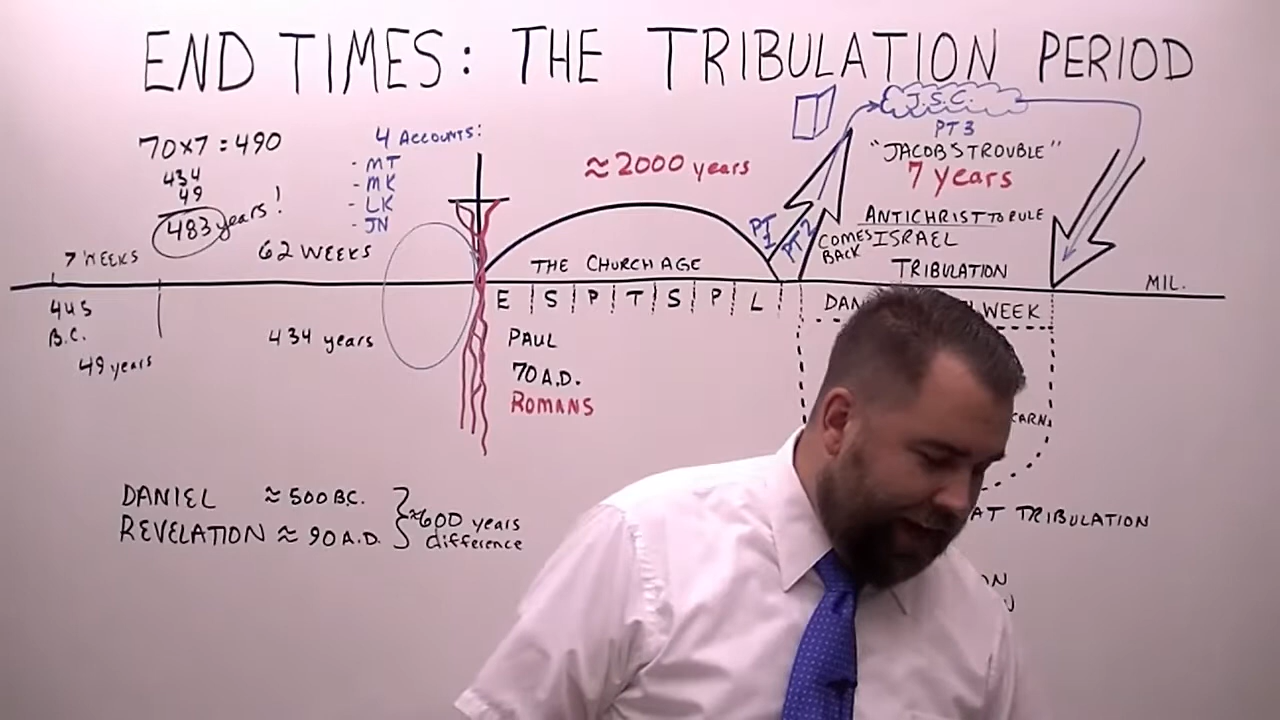 END TIMES: THE TRIBULATION PERIOD
70x7 = 490
434
49
483 years!
4 ACCOUNTS:
- MT
- MK
- LK
- JN
≈ 2000 years
J.S.C.
PT 3
"JACOBS TROUBLE"
7 years
ANTICHRIST TO RULE
ISRAEL
TRIBULATION
PT 1
PT 2
COMES
BACK
7 WEEKS
62 WEEKS
THE CHURCH AGE
MIL.
445
B.C.
49 years
434 years
E S P T S P L
WEEK
PAUL
70 A.D.
ROMANS
DANIEL ≈ 500 B.C.
REVELATION ≈ 90 A.D.
≈600 years
difference
TRIBULATION